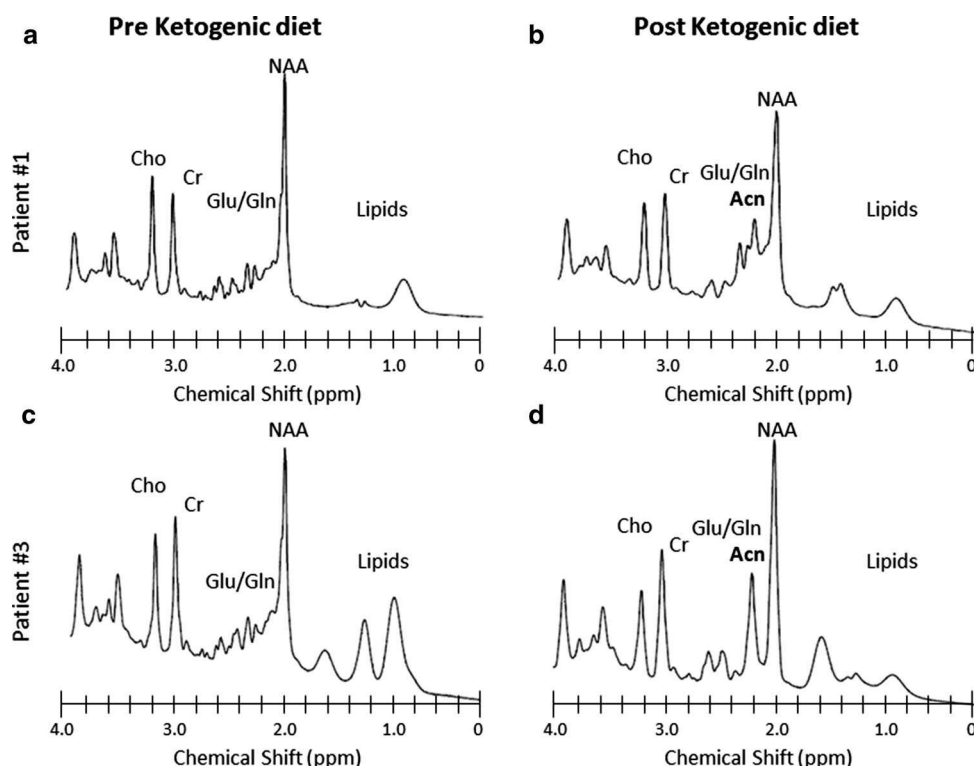 a Pre Ketogenic diet
b Post Ketogenic diet
Patient #1
NAA
Cho
Cr
Glu/Gln
Lipids
4.0 3.0 2.0 1.0 0
Chemical Shift (ppm)
NAA
Cho
Cr
Glu/Gln
Acn
Lipids
4.0 3.0 2.0 1.0 0
Chemical Shift (ppm)
c
d
Patient #3
NAA
Cho
Cr
Glu/Gln
Lipids
4.0 3.0 2.0 1.0 0
Chemical Shift (ppm)
NAA
Cho
Cr
Glu/Gln
Acn
Lipids
4.0 3.0 2.0 1.0 0
Chemical Shift (ppm)